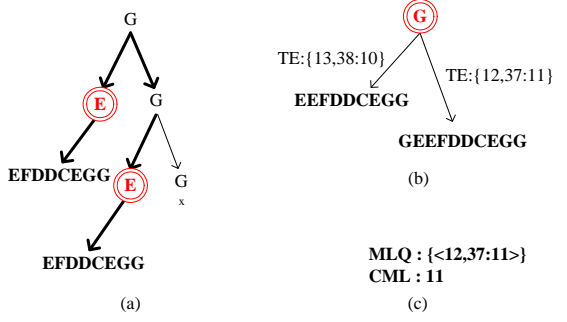 G
E
G
EFDDCEGG
E
G
x
EFDDCEGG
(a)
G
TE:{13,38:10}
TE:{12,37:11}
EEFDDCEGG
GEEFDDCEGG
(b)
MLQ : {<12,37:11>}
CML : 11
(c)